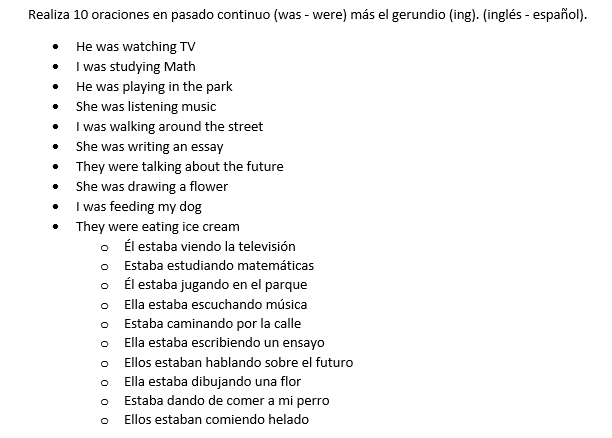 Realiza 10 oraciones en pasado continuo (was - were) más el gerundio (ing). (inglés - español).
• He was watching TV
• I was studying Math
• He was playing in the park
• She was listening music
• I was walking around the street
• She was writing an essay
• They were talking about the future
• She was drawing a flower
• I was feeding my dog
• They were eating ice cream
o Él estaba viendo la televisión
o Estaba estudiando matemáticas
o Él estaba jugando en el parque
o Ella estaba escuchando música
o Estaba caminando por la calle
o Ella estaba escribiendo un ensayo
o Ellos estaban hablando sobre el futuro
o Ella estaba dibujando una flor
o Estaba dando de comer a mi perro
o Ellos estaban comiendo helado